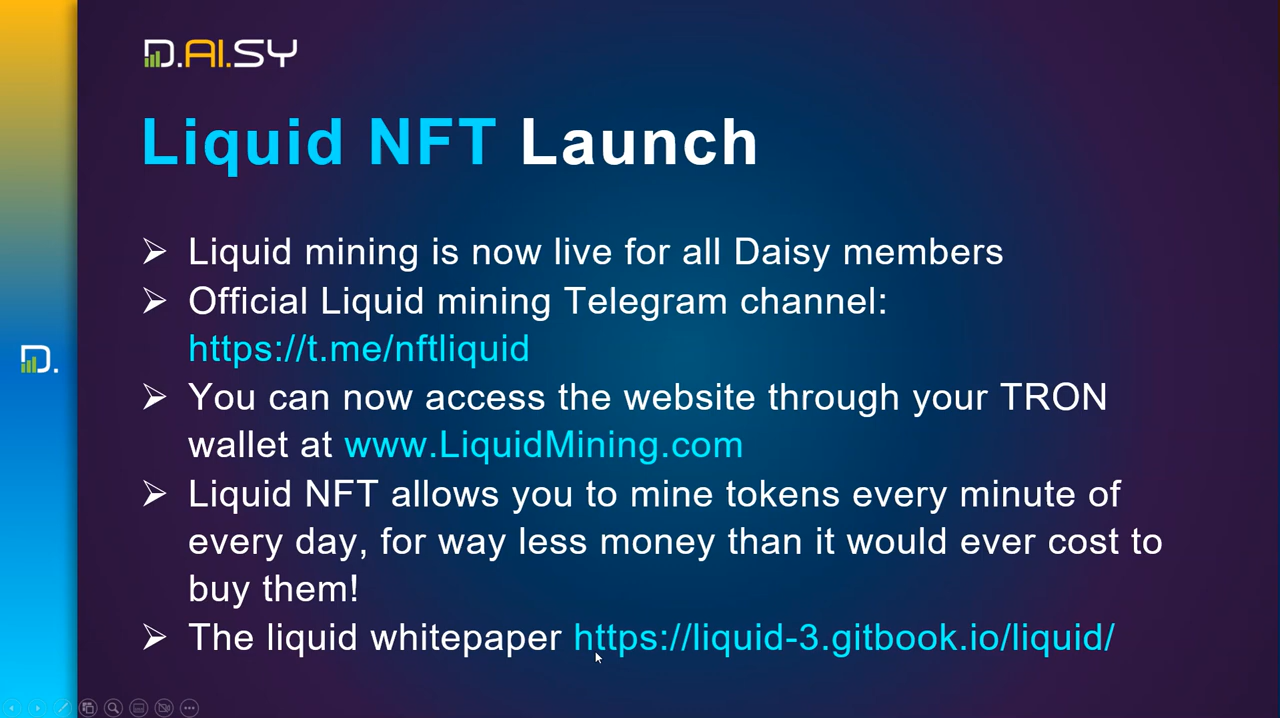 D.AI.SY
Liquid NFT Launch
Liquid mining is now live for all Daisy members
Official Liquid mining Telegram channel:
https://t.me/nftliquid
You can now access the website through your TRON
wallet at www.LiquidMining.com
Liquid NFT allows you to mine tokens every minute of
every day, for way less money than it would ever cost to
buy them!
The liquid whitepaper https://liquid-3.gitbook.io/liquid/
D.